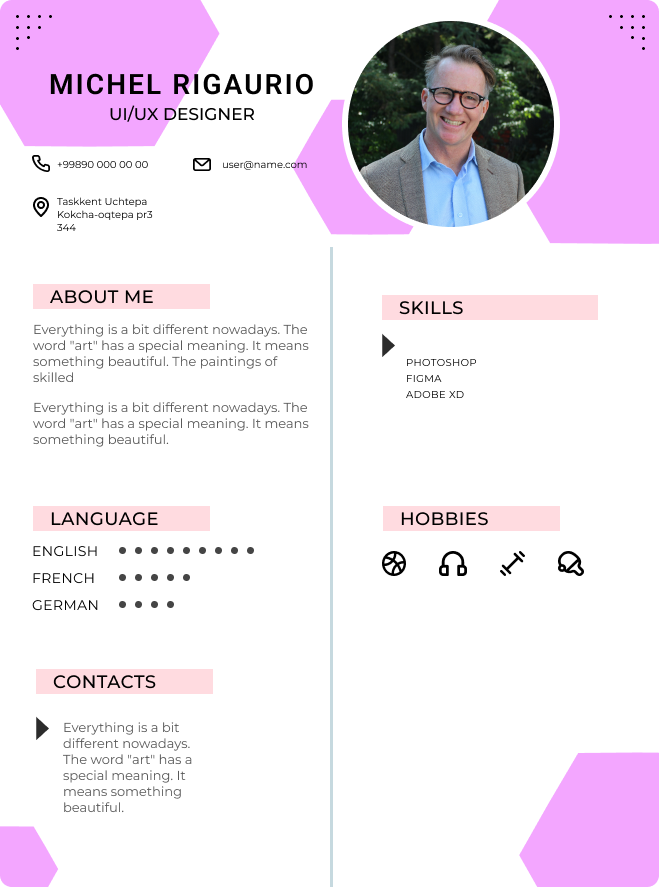 MICHEL RIGAURIO
UI/UX DESIGNER
+99890 000 00 00
user@name.com
Taskkent Uchtepa
Kokcha-oqtepa pr3
344
ABOUT ME
Everything is a bit different nowadays. The
word "art" has a special meaning. It means
something beautiful. The paintings of
skilled
Everything is a bit different nowadays. The
word "art" has a special meaning. It means
something beautiful.
LANGUAGE
ENGLISH
FRENCH
GERMAN
CONTACTS
Everything is a bit
different nowadays.
The word "art" has a
special meaning. It
means something
beautiful.
SKILLS
PHOTOSHOP
FIGMA
ADOBE XD
HOBBIES